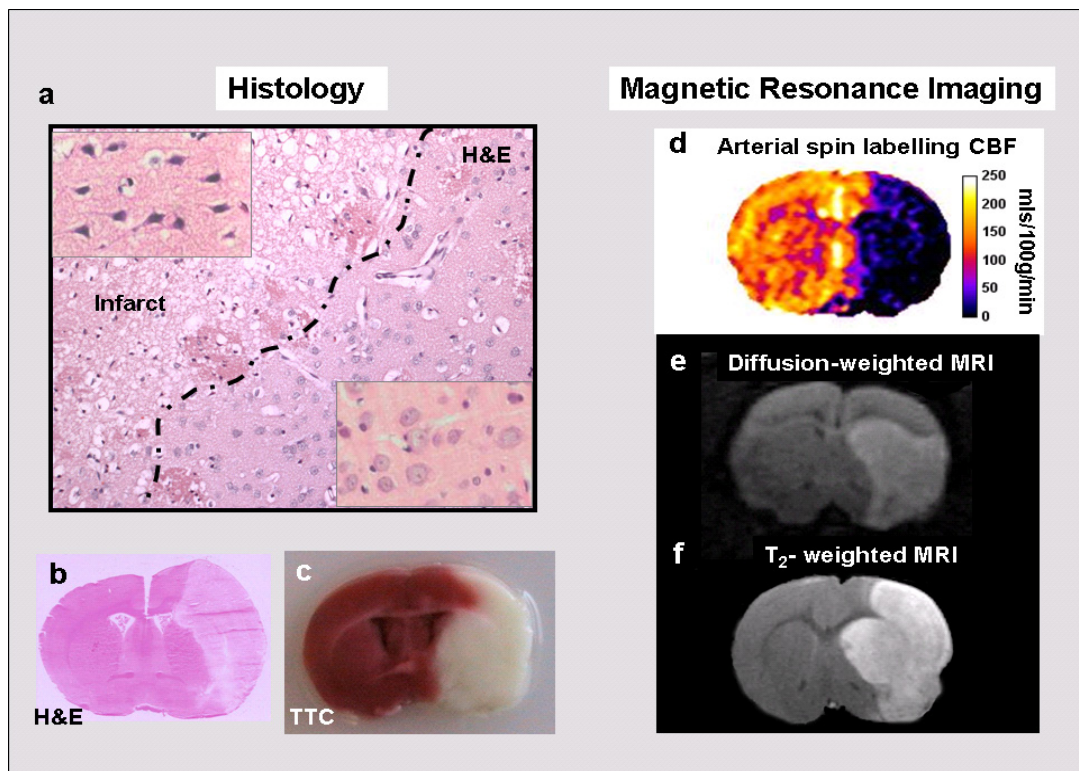 Histology
Magnetic Resonance Imaging
a
H&E
Infarct
b
H&E
c
TTC
d
Arterial spin labelling CBF
250
200
150
100
50
0
mls/100g/min
e
Diffusion-weighted MRI
f
T₂- weighted MRI